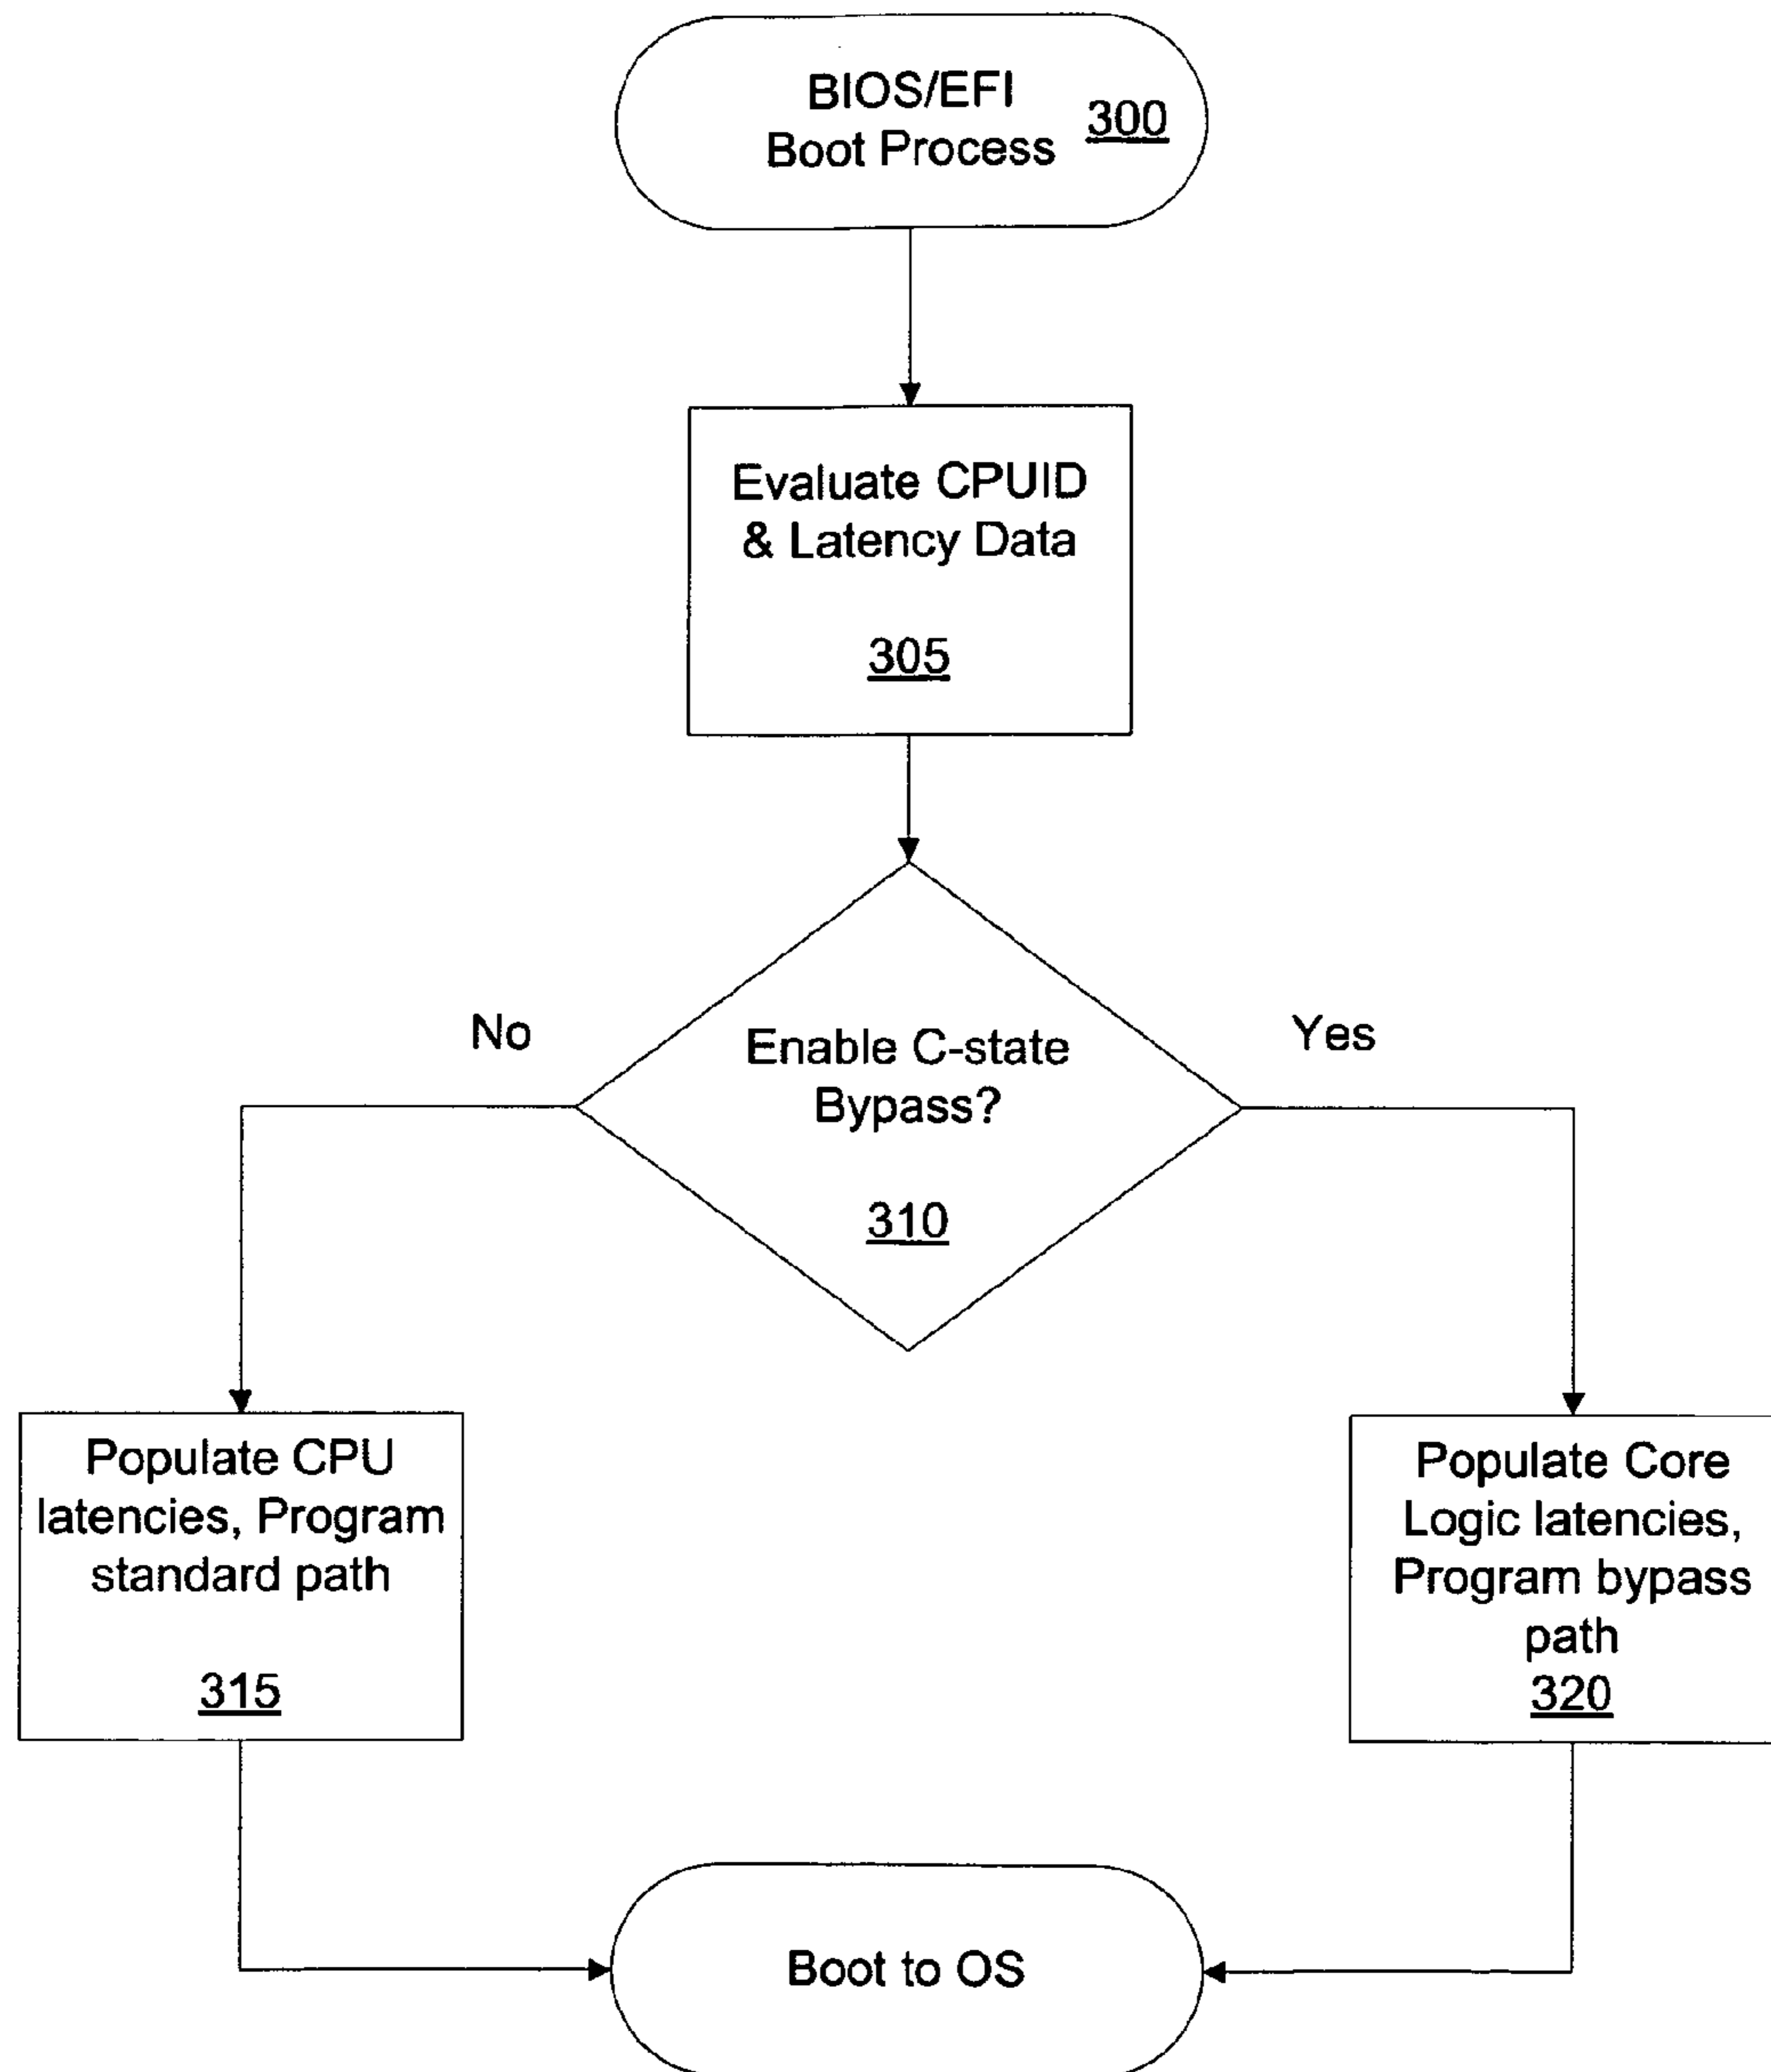 BIOS/EFI
Boot Process 300
Evaluate CPUID
& Latency Data
305
No
Yes
Enable C-state
Bypass?
310
Populate CPU
latencies, Program
standard path
315
Populate Core
Logic latencies,
Program bypass
path
320
Boot to OS